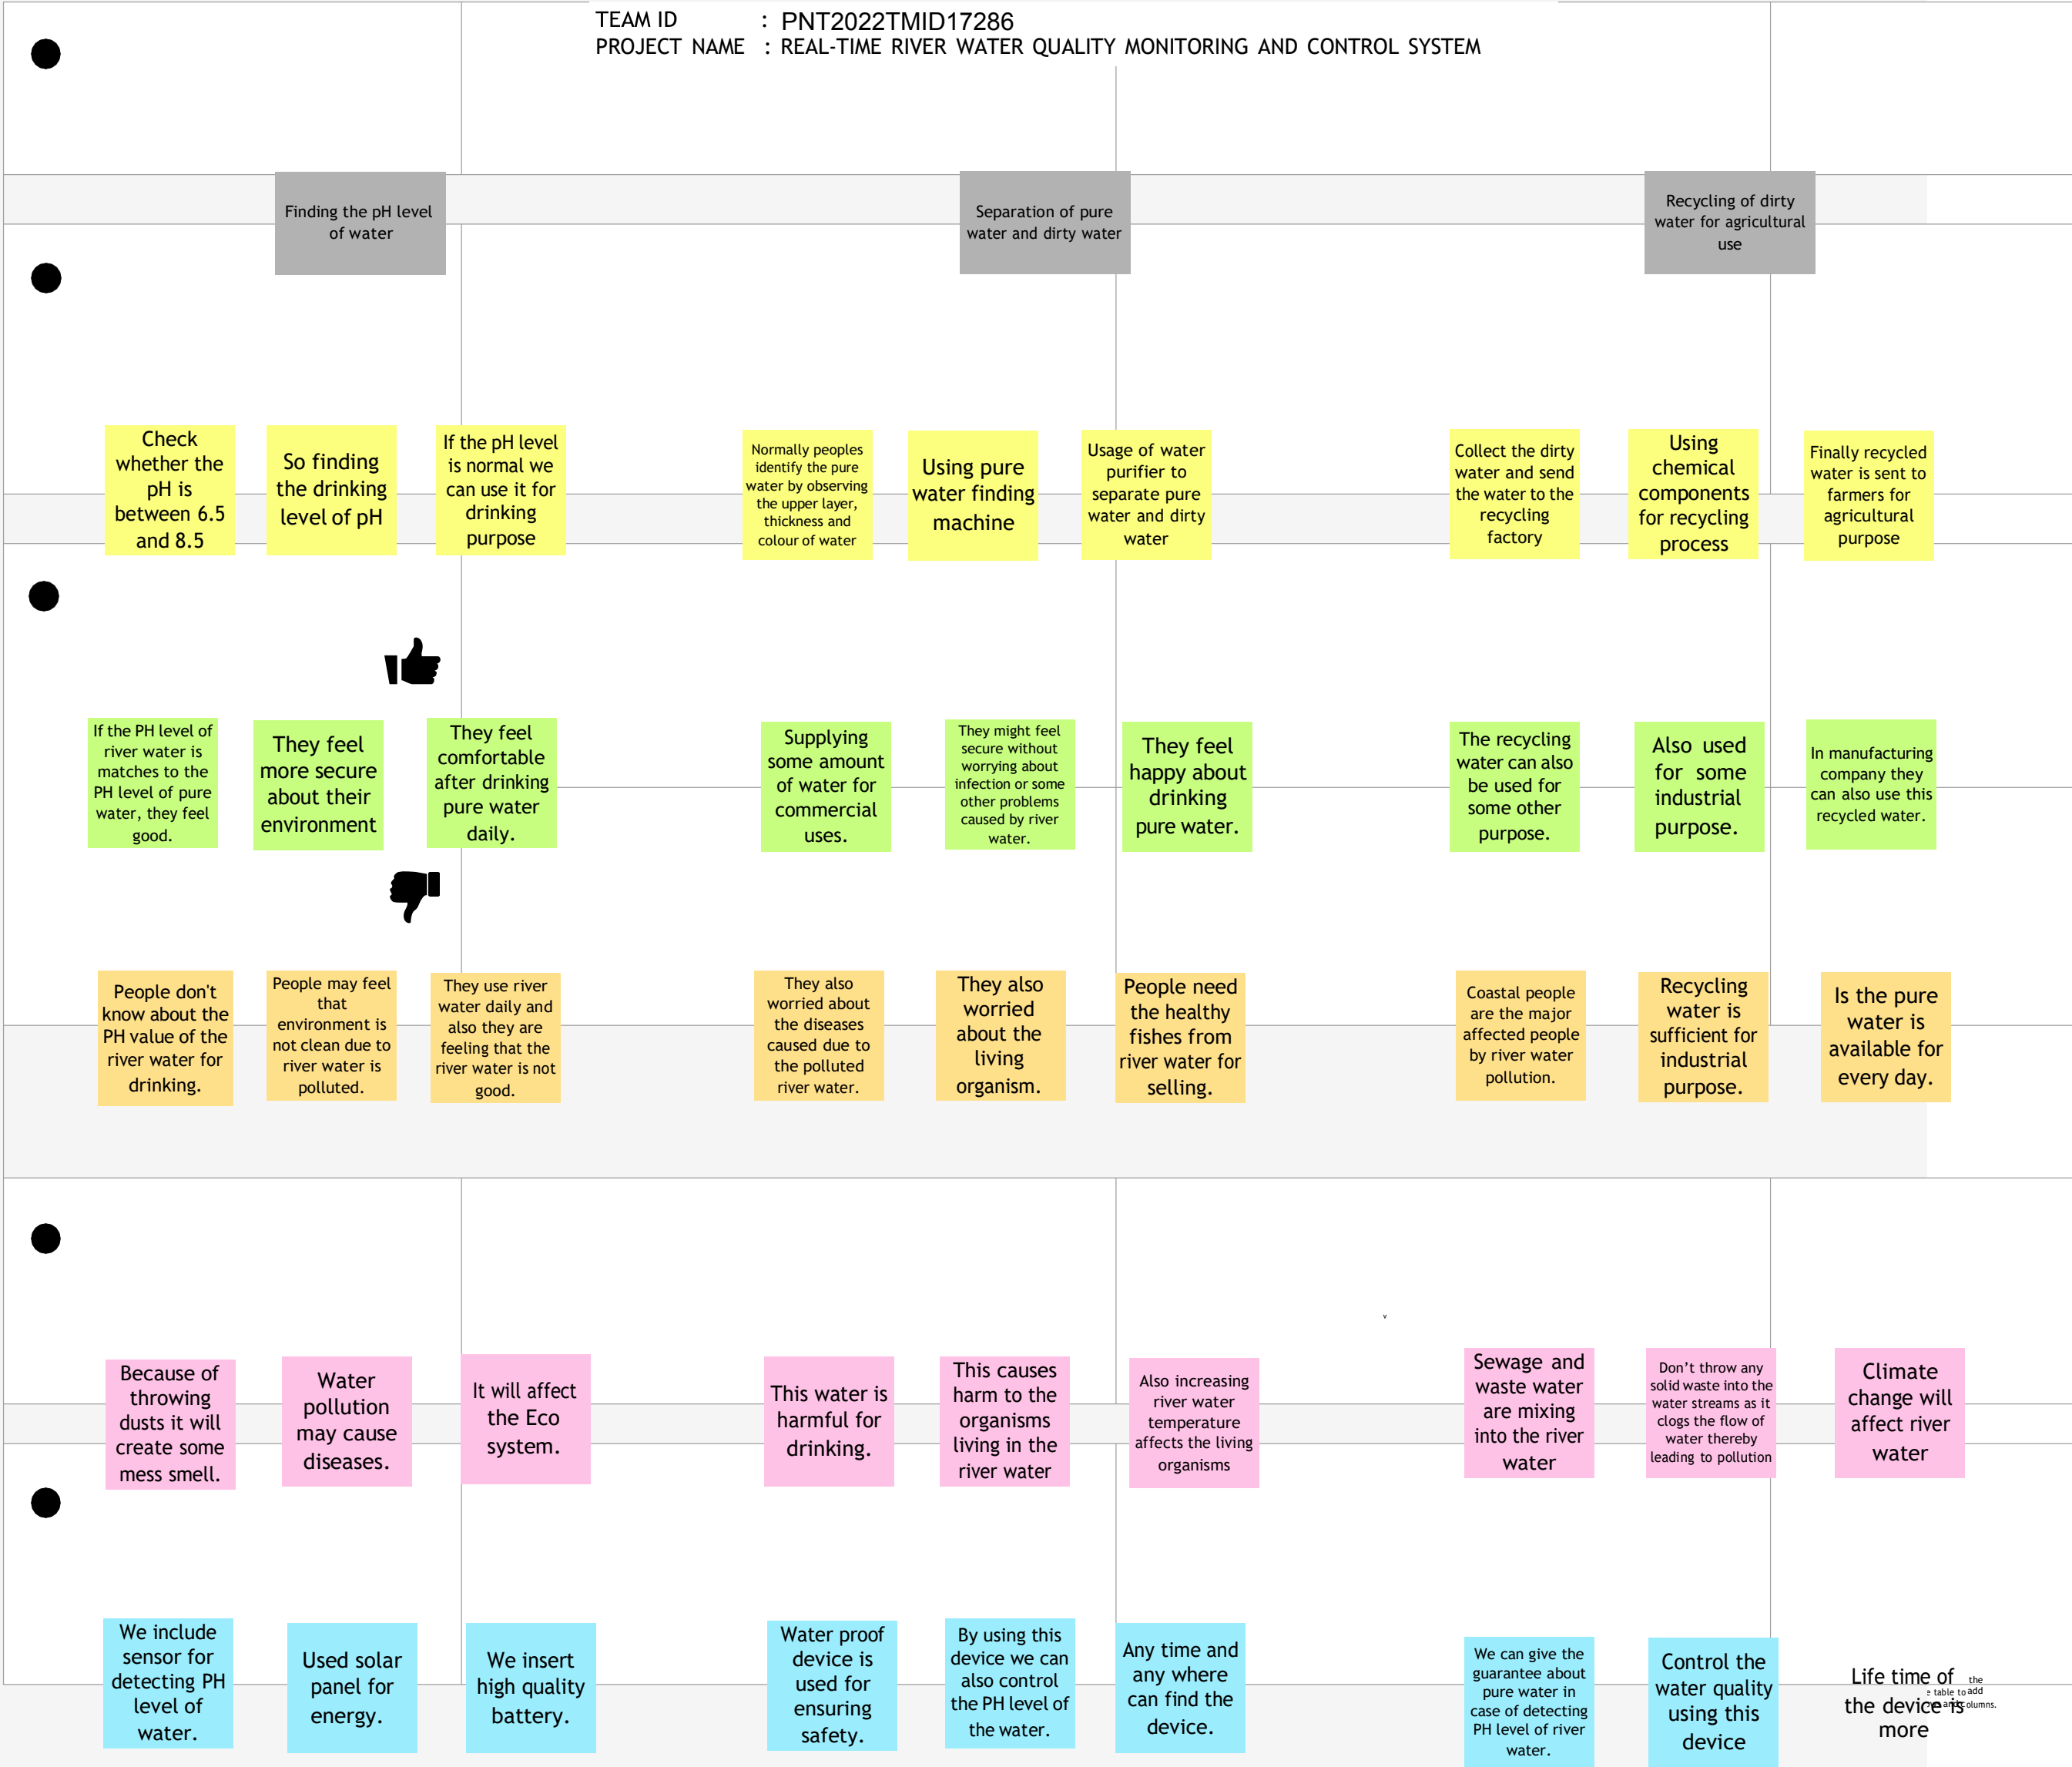 TEAM ID : PNT2022TMID17286
PROJECT NAME : REAL-TIME RIVER WATER QUALITY MONITORING AND CONTROL SYSTEM
Finding the pH level
of water
Separation of pure
water and dirty water
Recycling of dirty
water for agricultural
use
Check
whether the
pH is
between 6.5
and 8.5
So finding
the drinking
level of pH
If the pH level
is normal we
can use it for
drinking
purpose
Normally peoples
identify the pure
water by observing
the upper layer,
thickness and
colour of water
Using pure
water finding
machine
Usage of water
purifier to
separate pure
water and dirty
water
Collect the dirty
water and send
the water to the
recycling
factory
Using
chemical
components
for recycling
process
Finally recycled
water is sent to
farmers for
agricultural
purpose
If the PH level of
river water is
matches to the
PH level of pure
water, they feel
good.
They feel
more secure
about their
environment
They feel
comfortable
after drinking
pure water
daily.
Supplying
some amount
of water for
commercial
uses.
They might feel
secure without
worrying about
infection or some
other problems
caused by river
water.
They feel
happy about
drinking
pure water.
The recycling
water can also
be used for
some other
purpose.
Also used
for some
industrial
purpose.
In manufacturing
company they
can also use this
recycled water.
People don't
know about the
PH value of the
river water for
drinking.
People may feel
that
environment is
not clean due to
river water is
polluted.
They use river
water daily and
also they are
feeling that the
river water is not
good.
They also
worried about
the diseases
caused due to
the polluted
river water.
They also
worried
about the
living
organism.
People need
the healthy
fishes from
river water for
selling.
Coastal people
are the major
affected people
by river water
pollution.
Recycling
water is
sufficient for
industrial
purpose.
Is the pure
water is
available for
every day.
v
Because of
throwing
dusts it will
create some
mess smell.
Water
pollution
may cause
diseases.
It will affect
the Eco
system.
This water is
harmful for
drinking.
This causes
harm to the
organisms
living in the
river water
Also increasing
river water
temperature
affects the living
organisms
Sewage and
waste water
are mixing
into the river
water
Don’t throw any
solid waste into the
water streams as it
clogs the flow of
water thereby
leading to pollution
Climate
change will
affect river
water
We include
sensor for
detecting PH
level of
water.
Used solar
panel for
energy.
We insert
high quality
battery.
Water proof
device is
used for
ensuring
safety.
By using this
device we can
also control
the PH level of
the water.
Any time and
any where
can find the
device.
We can give the
guarantee about
pure water in
case of detecting
PH level of river
water.
Control the
water quality
using this
device
Life time of
the device is
more
the
table to add
columns.